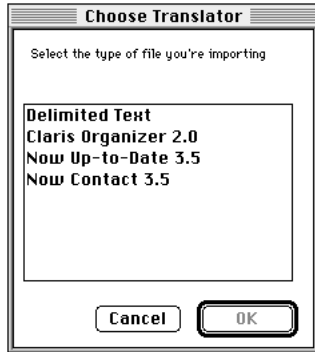 Choose Translator
Select the type of file you're importing
Delimited Text
Claris Organizer 2.0
Now Up-to-Date 3.5
Now Contact 3.5
Cancel
OK